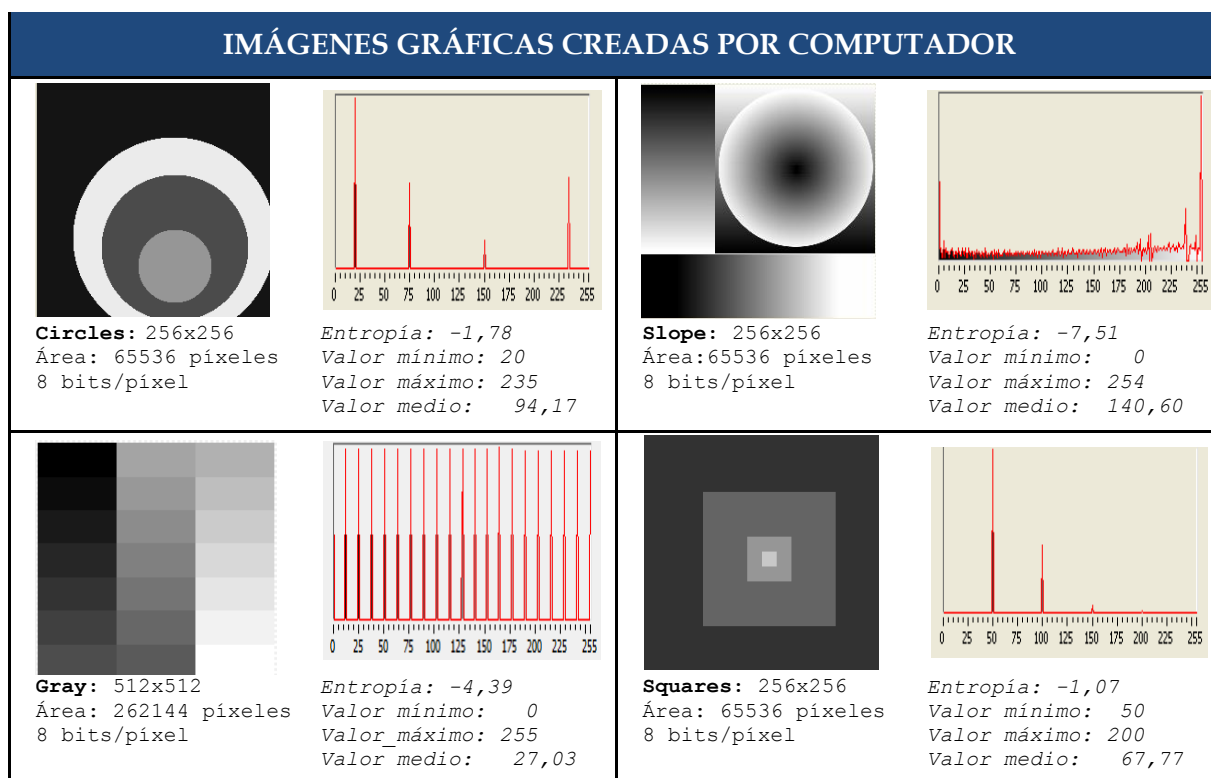 IMÁGENES GRÁFICAS CREADAS POR COMPUTADOR
0 25 50 75 100 125 150 175 200 225 255
Circles: 256x256
Área: 65536 píxeles
8 bits/píxel
Entropía: -1,78
Valor mínimo: 20
Valor máximo: 235
Valor medio: 94,17
0 25 50 75 100 125 150 175 200 225 255
Slope: 256x256
Área:65536 píxeles
8 bits/píxel
Entropía: -7,51
Valor mínimo: 0
Valor máximo: 254
Valor medio: 140,60
0 25 50 75 100 125 150 175 200 225 255
Gray: 512x512
Área: 262144 píxeles
8 bits/píxel
Entropía: -4,39
Valor mínimo: 0
Valor máximo: 255
Valor medio: 27,03
0 25 50 75 100 125 150 175 200 225 255
Squares: 256x256
Área: 65536 píxeles
8 bits/píxel
Entropía: -1,07
Valor mínimo: 50
Valor máximo: 200
Valor medio: 67,77